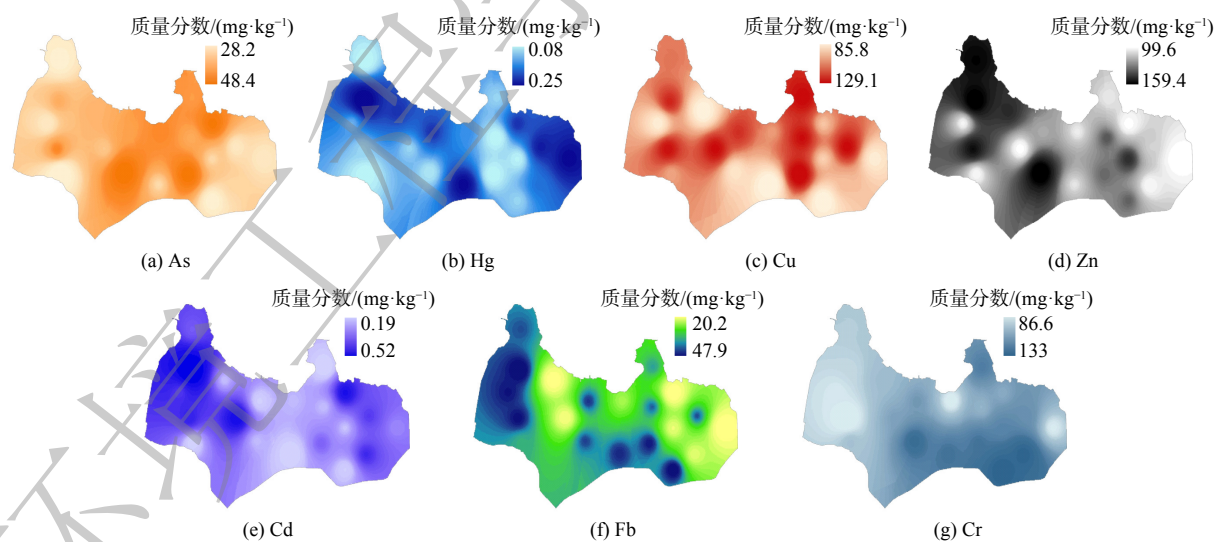 质量分数/(mg·kg⁻¹)
28.2
48.4
(a) As
质量分数/(mg·kg⁻¹)
0.08
0.25
(b) Hg
质量分数/(mg·kg⁻¹)
85.8
129.1
(c) Cu
质量分数/(mg·kg⁻¹)
99.6
159.4
(d) Zn
质量分数/(mg·kg⁻¹)
0.19
0.52
(e) Cd
质量分数/(mg·kg⁻¹)
20.2
47.9
(f) Fb
质量分数/(mg·kg⁻¹)
86.6
133
(g) Cr